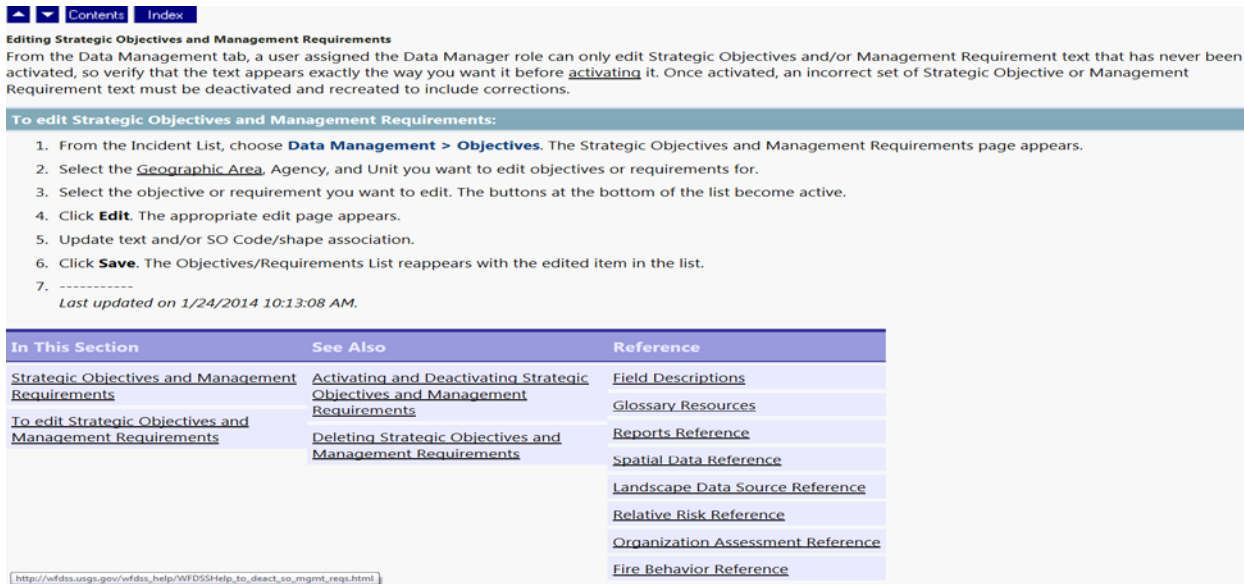 Contents Index
Editing Strategic Objectives and Management Requirements
From the Data Management tab, a user assigned the Data Manager role can only edit Strategic Objectives and/or Management Requirement text that has never been
activated, so verify that the text appears exactly the way you want it before activating it. Once activated, an incorrect set of Strategic Objective or Management
Requirement text must be deactivated and recreated to include corrections.
To edit Strategic Objectives and Management Requirements:
1. From the Incident List, choose Data Management > Objectives. The Strategic Objectives and Management Requirements page appears.
2. Select the Geographic Area, Agency, and Unit you want to edit objectives or requirements for.
3. Select the objective or requirement you want to edit. The buttons at the bottom of the list become active.
4. Click Edit. The appropriate edit page appears.
5. Update text and/or SO Code/shape association.
6. Click Save. The Objectives/Requirements List reappears with the edited item in the list.
7. -----------
Last updated on 1/24/2014 10:13:08 AM.
In This Section
Strategic Objectives and Management
Requirements
To edit Strategic Objectives and
Management Requirements
See Also
Activating and Deactivating Strategic
Objectives and Management
Requirements
Deleting Strategic Objectives and
Management Requirements
Reference
Field Descriptions
Glossary Resources
Reports Reference
Spatial Data Reference
Landscape Data Source Reference
Relative Risk Reference
Organization Assessment Reference
Fire Behavior Reference
http://wfdss.usgs.gov/wfdss_help/WFDSSHelp_to_deact_so_mgmt_reqs.html